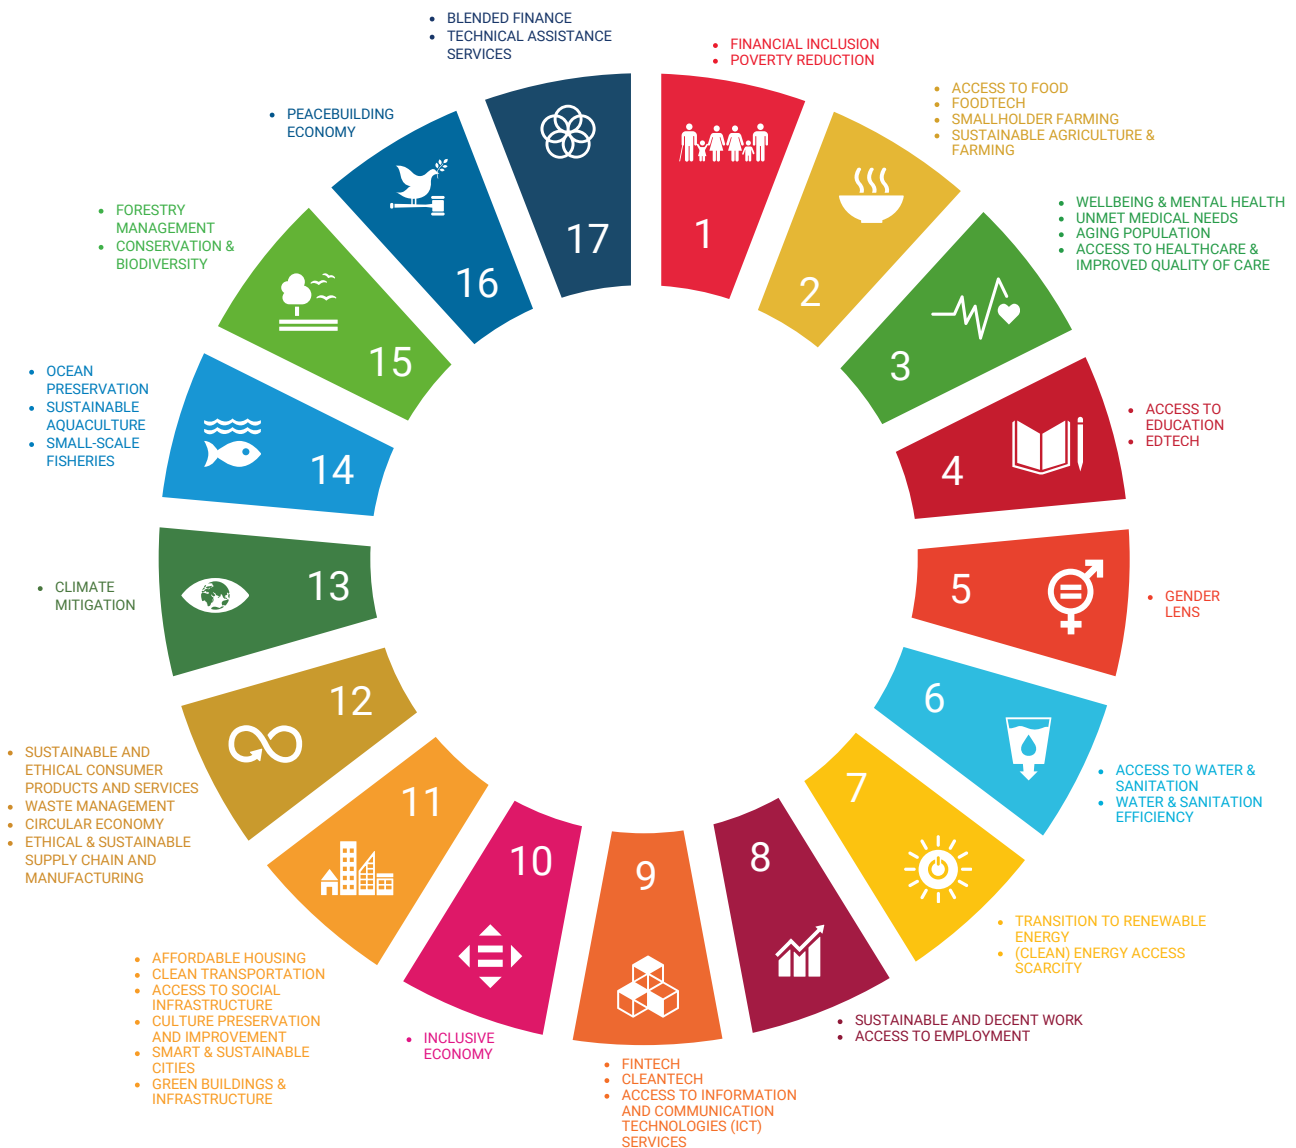 • BLENDED FINANCE
• TECHNICAL ASSISTANCE
SERVICES
17
• FINANCIAL INCLUSION
• POVERTY REDUCTION
1
• ACCESS TO FOOD
• FOODTECH
• SMALLHOLDER FARMING
• SUSTAINABLE AGRICULTURE &
FARMING
2
• WELLBEING & MENTAL HEALTH
• UNMET MEDICAL NEEDS
• AGING POPULATION
• ACCESS TO HEALTHCARE &
IMPROVED QUALITY OF CARE
3
• ACCESS TO
EDUCATION
• EDTECH
4
• GENDER
LENS
5
• ACCESS TO WATER &
SANITATION
• WATER & SANITATION
EFFICIENCY
6
• TRANSITION TO RENEWABLE
ENERGY
• (CLEAN) ENERGY ACCESS
SCARCITY
7
• SUSTAINABLE AND DECENT WORK
• ACCESS TO EMPLOYMENT
8
• FINTECH
• CLEANTECH
• ACCESS TO INFORMATION
AND COMMUNICATION
TECHNOLOGIES (ICT)
SERVICES
9
• INCLUSIVE
ECONOMY
10
• AFFORDABLE HOUSING
• CLEAN TRANSPORTATION
• ACCESS TO SOCIAL
INFRASTRUCTURE
• CULTURE PRESERVATION
AND IMPROVEMENT
• SMART & SUSTAINABLE
CITIES
• GREEN BUILDINGS &
INFRASTRUCTURE
11
• SUSTAINABLE AND
ETHICAL CONSUMER
PRODUCTS AND SERVICES
• WASTE MANAGEMENT
• CIRCULAR ECONOMY
• ETHICAL & SUSTAINABLE
SUPPLY CHAIN AND
MANUFACTURING
12
• CLIMATE
MITIGATION
13
• OCEAN
PRESERVATION
• SUSTAINABLE
AQUACULTURE
• SMALL-SCALE
FISHERIES
14
• FORESTRY
MANAGEMENT
• CONSERVATION &
BIODIVERSITY
15
• PEACEBUILDING
ECONOMY
16